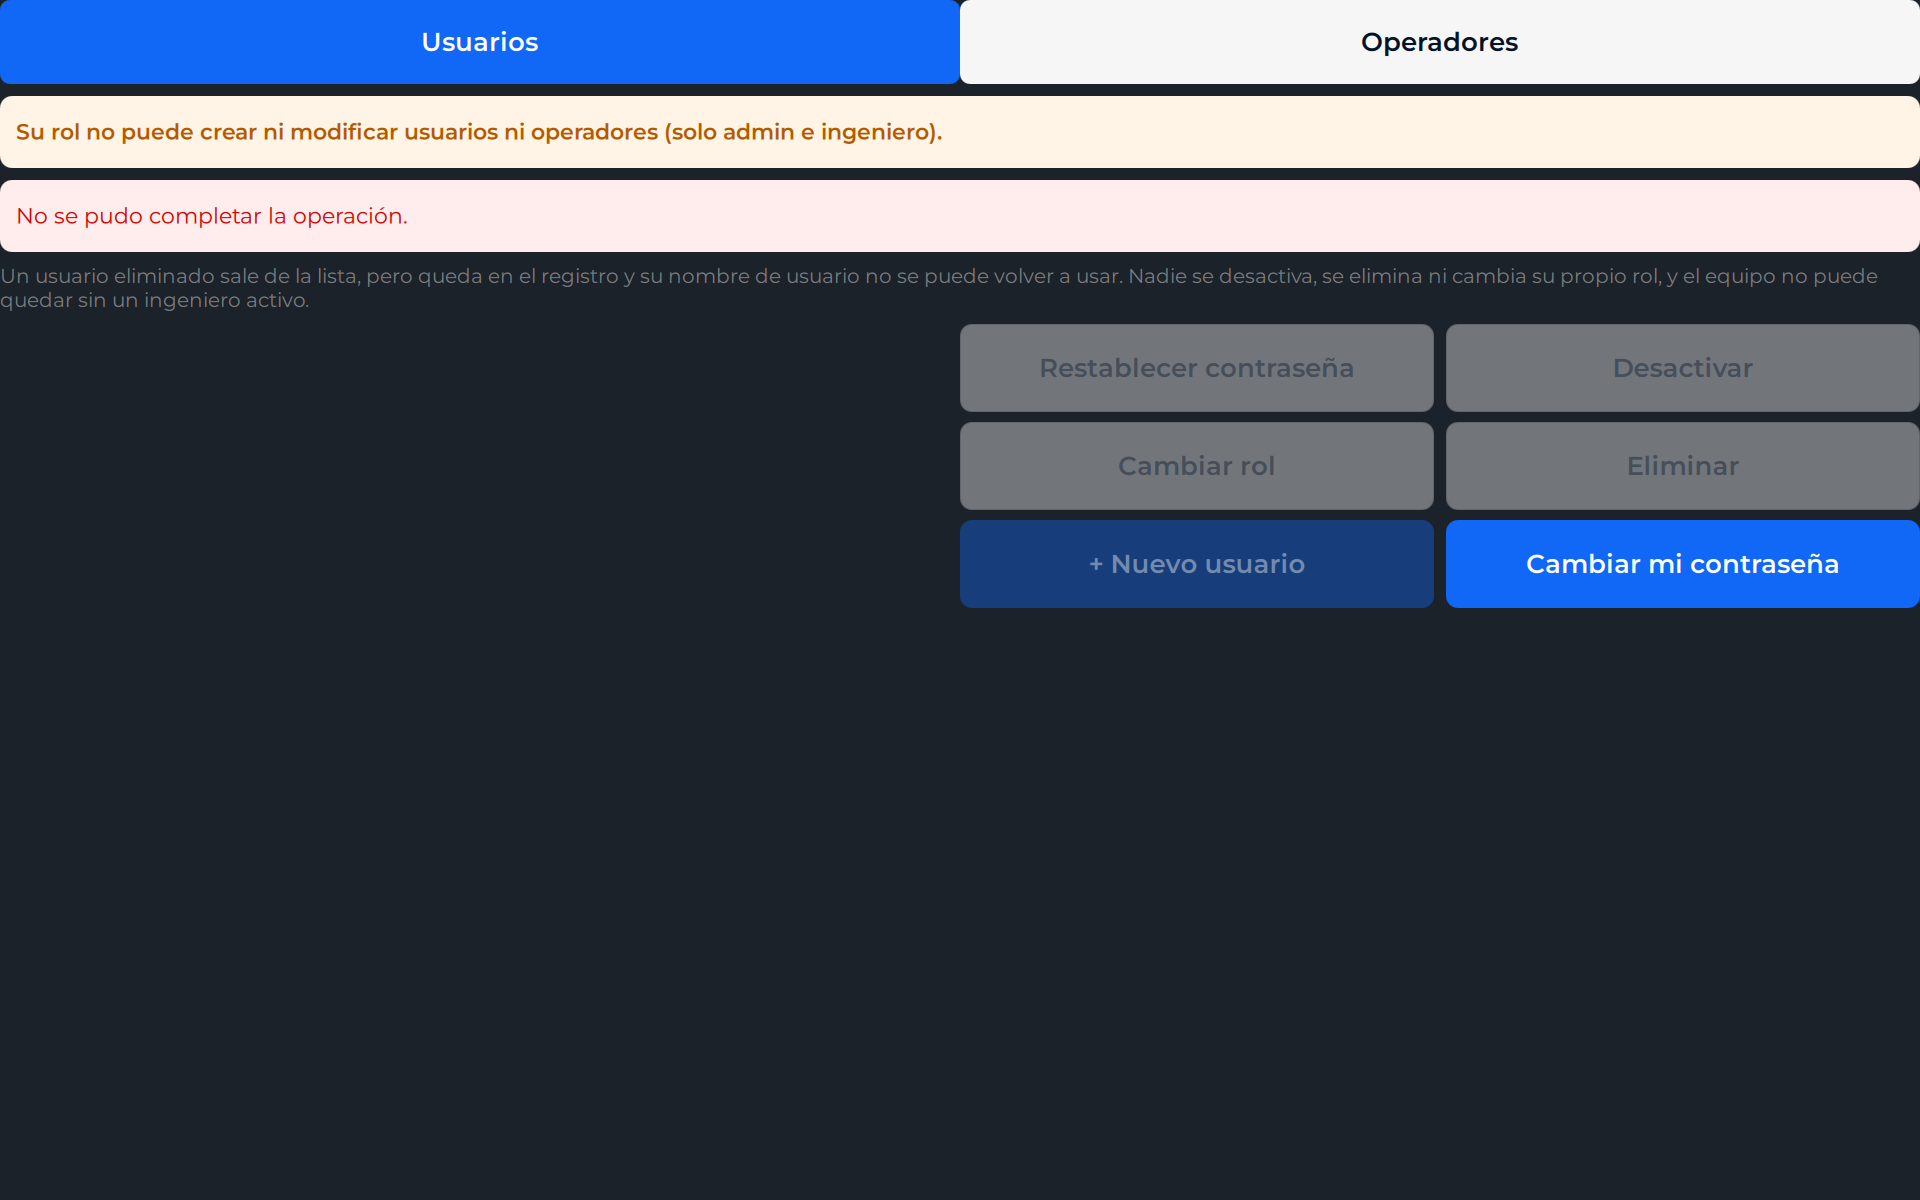 Usuarios
Operadores
Su rol no puede crear ni modificar usuarios ni operadores (solo admin e ingeniero).
No se pudo completar la operación.
Un usuario eliminado sale de la lista, pero queda en el registro y su nombre de usuario no se puede volver a usar. Nadie se desactiva, se elimina ni cambia su propio rol, y el equipo no puede
quedar sin un ingeniero activo.
Restablecer contraseña
Desactivar
Cambiar rol
Eliminar
+ Nuevo usuario
Cambiar mi contraseña